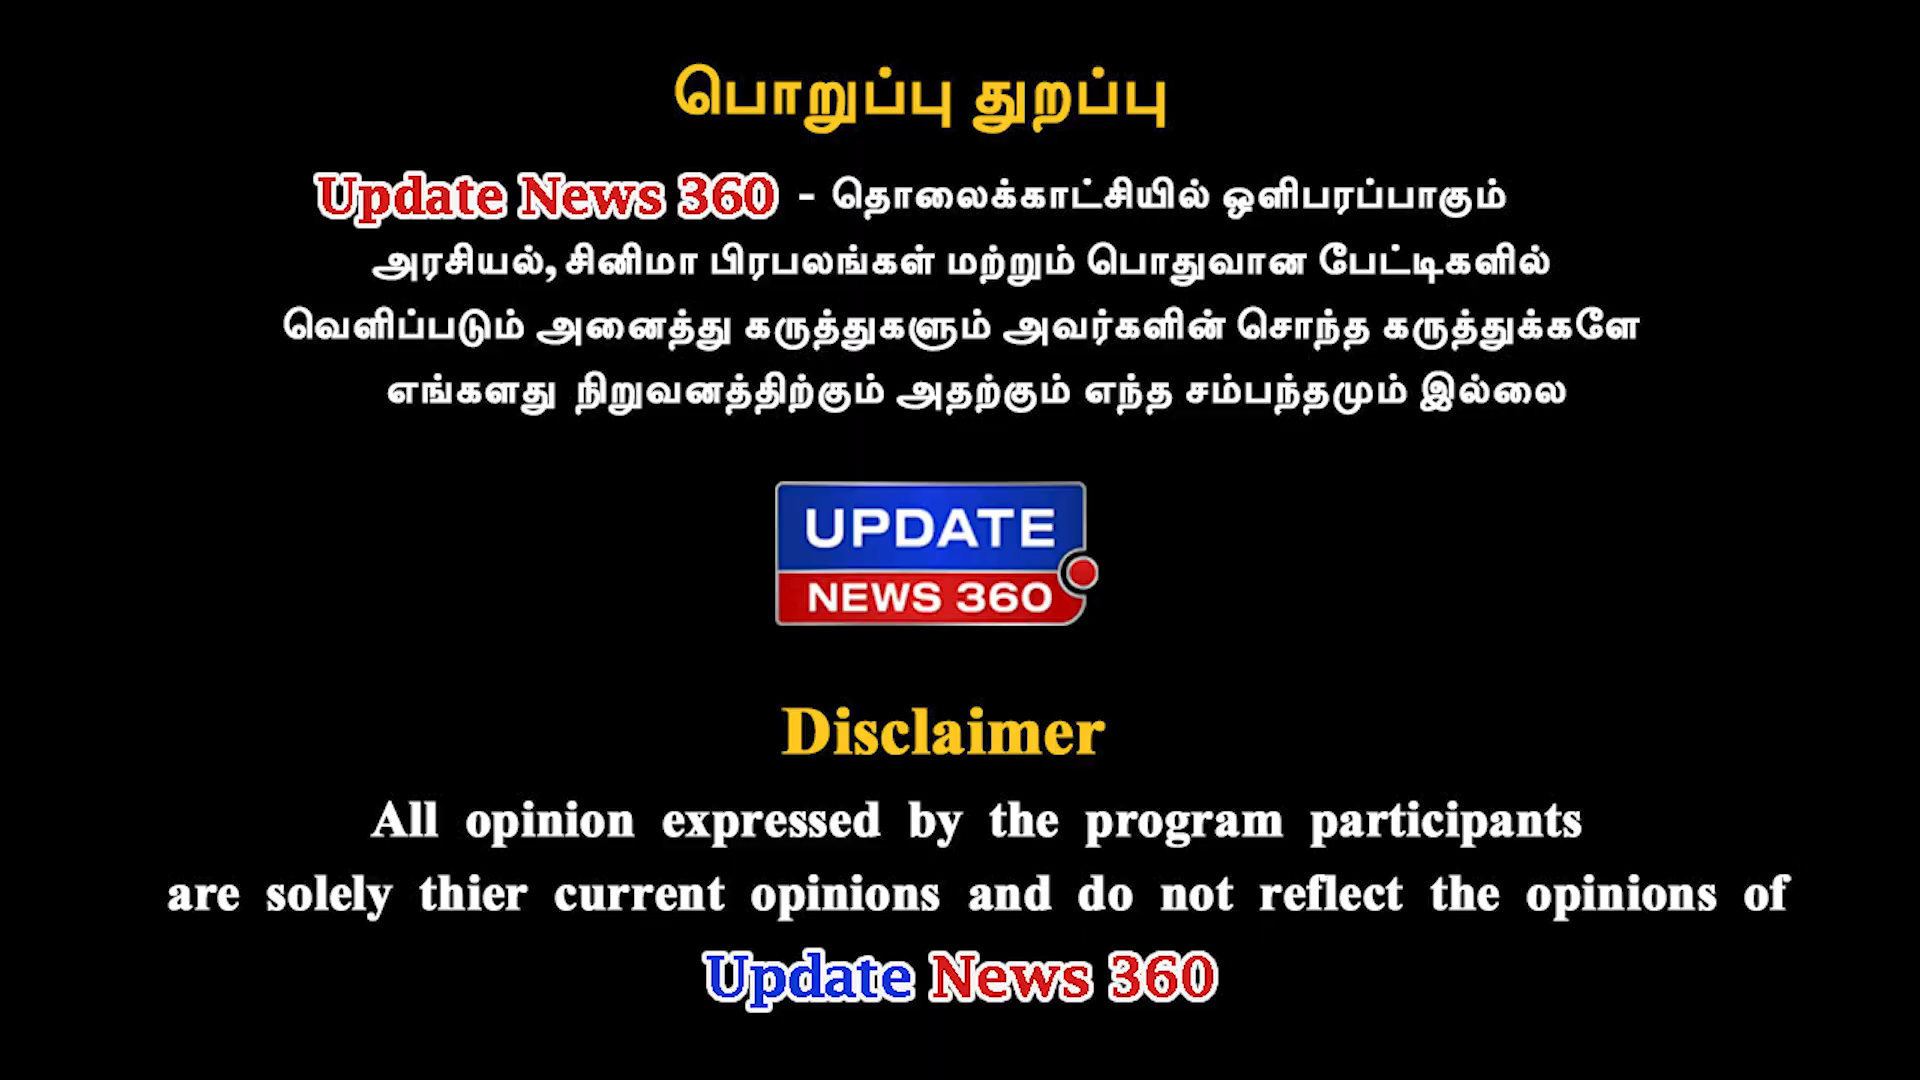 பொறுப்பு துறப்பு
Update News 360 - தொலைக்காட்சியில் ஒளிபரப்பாகும்
அரசியல், சினிமா பிரபலங்கள் மற்றும் பொதுவான பேட்டிகளில்
வெளிப்படும் அனைத்து கருத்துகளும் அவர்களின் சொந்த கருத்துக்களே
எங்களது நிறுவனத்திற்கும் அதற்கும் எந்த சம்பந்தமும் இல்லை
UPDATE
NEWS 360
Disclaimer
All opinion expressed by the program participants
are solely thier current opinions and do not reflect the opinions of
Update News 360